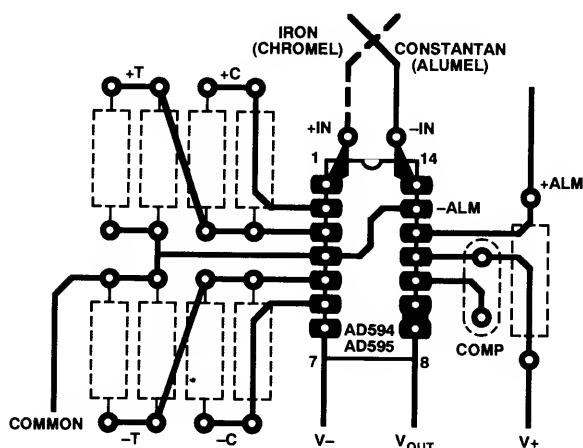 IRON
(CHROMEL)
CONSTANTAN
(ALUMEL)
+T
+C
+IN
–IN
1
14
–ALM
+ALM
AD594
AD595
COMP
7
8
COMMON
–T
–C
V–
VOUT
V+